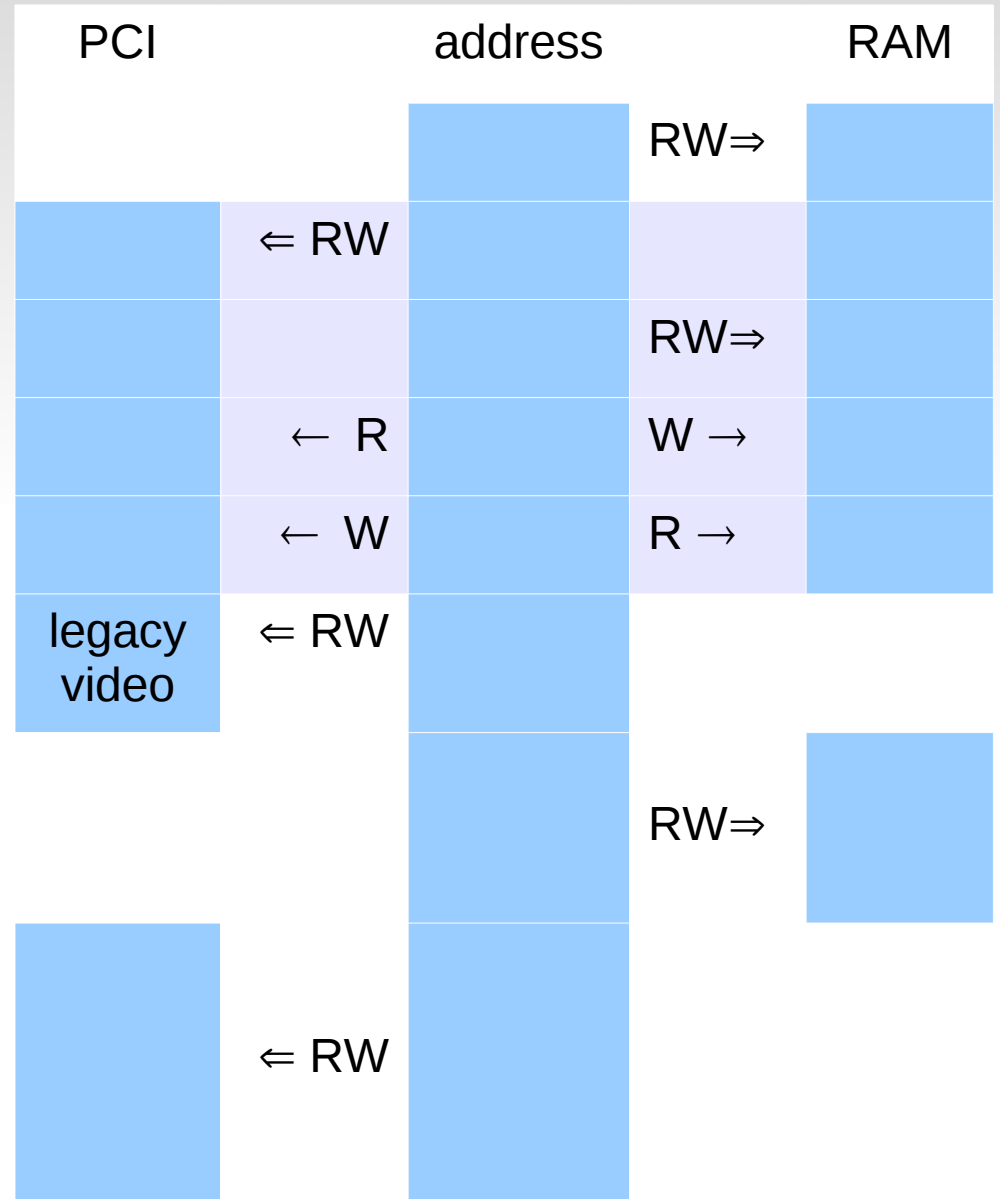 PCI address RAM
RW⇒
⇐ RW
RW⇒
← R W →
← W R →
legacy ⇐ RW
video
RW⇒
⇐ RW